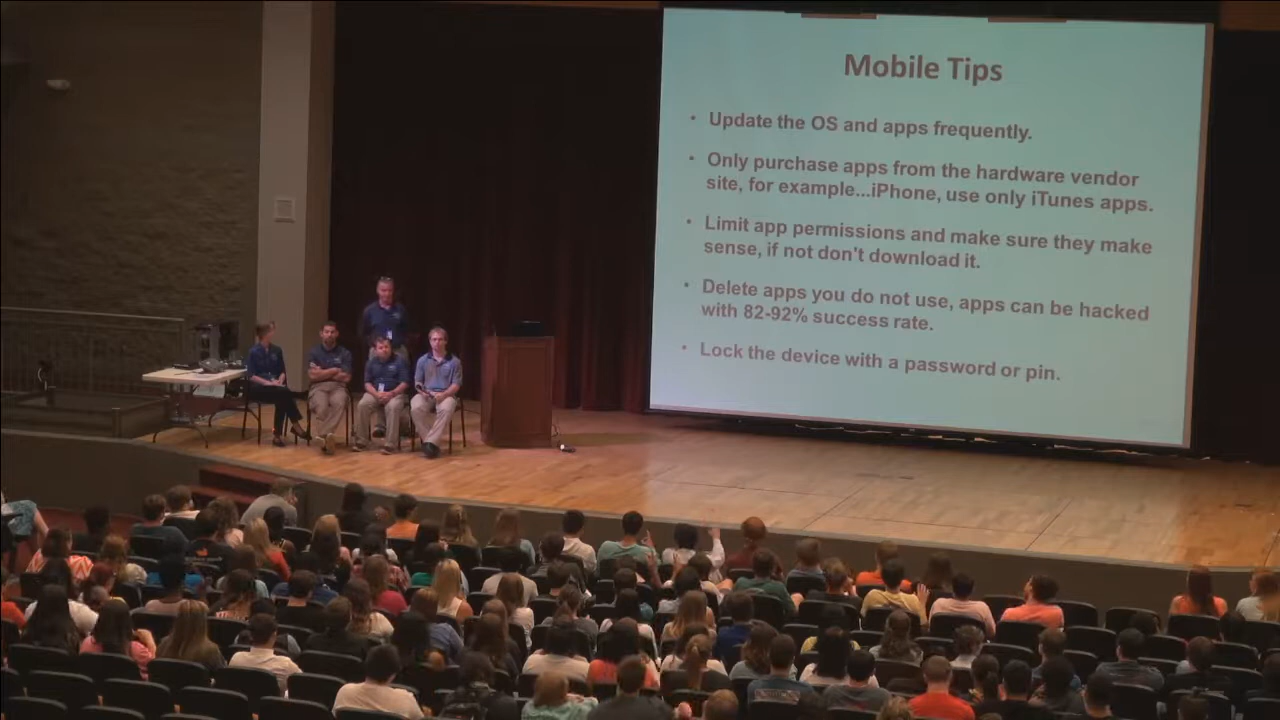 Mobile Tips
• Update the OS and apps frequently.
• Only purchase apps from the hardware vendor
site, for example...iPhone, use only iTunes apps.
• Limit app permissions and make sure they make
sense, if not don't download it.
• Delete apps you do not use, apps can be hacked
with 82-92% success rate.
• Lock the device with a password or pin.